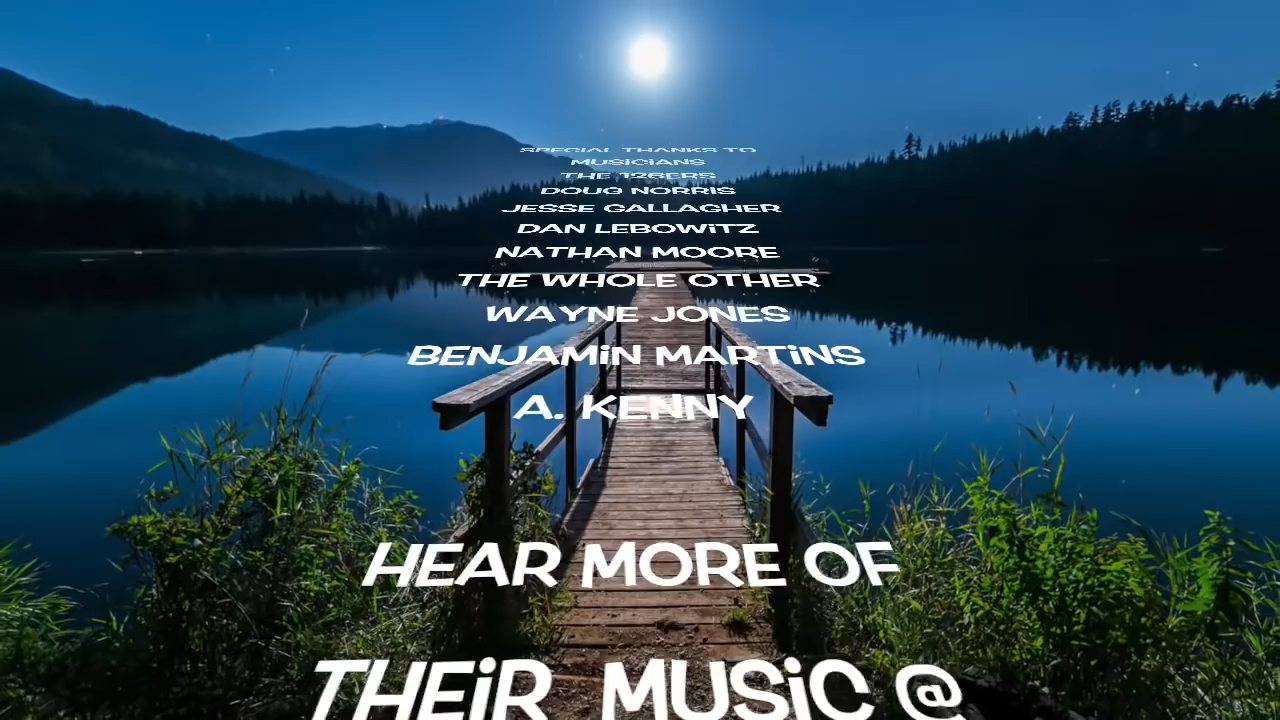 SPECIAL THANKS TO
MUSiCiANS
THE 126ERS
DOUG NORRiS
JESSE GALLAGHER
DAN LEBOWiTZ
NATHAN MOORE
THE WHOLE OTHER
WAYNE JONES
BENJAMiN MARTiNS
A. KENNY
HEAR MORE OF
THEiR MUSiC @